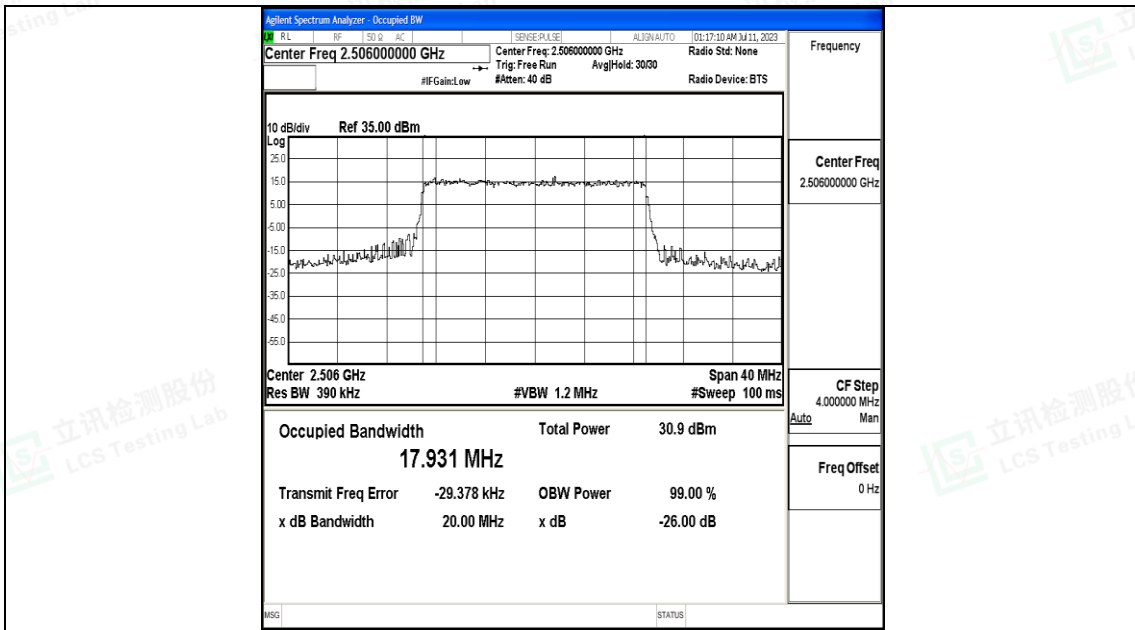 Agilent Spectrum Analyzer - Occupied BW
RL RF 50 Ω AC SENSE:PULSE ALIGN AUTO 01:17:10 AM Jul 11, 2023
Center Freq 2.506000000 GHz
Center Freq: 2.506000000 GHz Radio Std: None
Trig: Free Run Avg|Hold: 30/30
#IFGain:Low #Atten: 40 dB Radio Device: BTS
Frequency
10 dB/div Ref 35.00 dBm
Log
25.0
15.0
5.00
-5.00
-15.0
-25.0
-35.0
-45.0
-55.0
Center 2.506 GHz Span 40 MHz
Res BW 390 kHz #VBW 1.2 MHz #Sweep 100 ms
Center Freq
2.506000000 GHz
CF Step
4.000000 MHz
Auto Man
Freq Offset
0 Hz
Occupied Bandwidth Total Power 30.9 dBm
17.931 MHz
Transmit Freq Error -29.378 kHz OBW Power 99.00 %
x dB Bandwidth 20.00 MHz x dB -26.00 dB
MSG STATUS
立讯检测股份
LCS Testing Lab
立讯检测股份
LCS Testing L